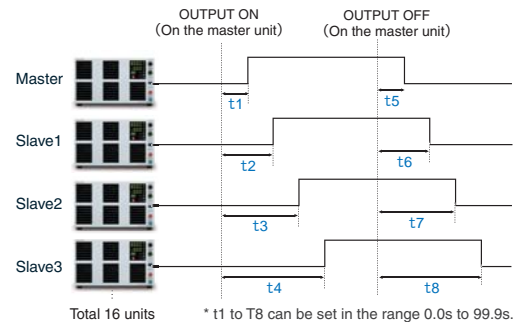 OUTPUT ON
(On the master unit)
OUTPUT OFF
(On the master unit)
Master
t1
t5
Slave1
t2
t6
Slave2
t3
t7
Slave3
t4
t8
Total 16 units
* t1 to T8 can be set in the range 0.0s to 99.9s.